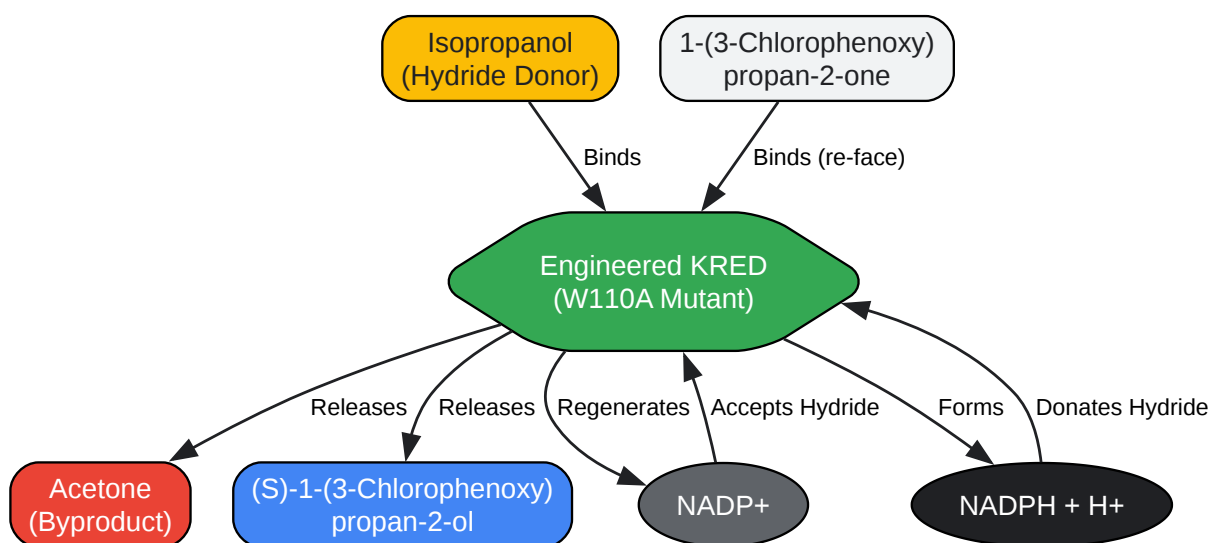 Isopropanol
(Hydride Donor)
1-(3-Chlorophenoxy)
propan-2-one
Binds
Binds (re-face)
Engineered KRED
(W110A Mutant)
Releases
Releases
Regenerates
Accepts Hydride
Forms
Donates Hydride
Acetone
(Byproduct)
(S)-1-(3-Chlorophenoxy)
propan-2-ol
NADP+
NADPH + H+